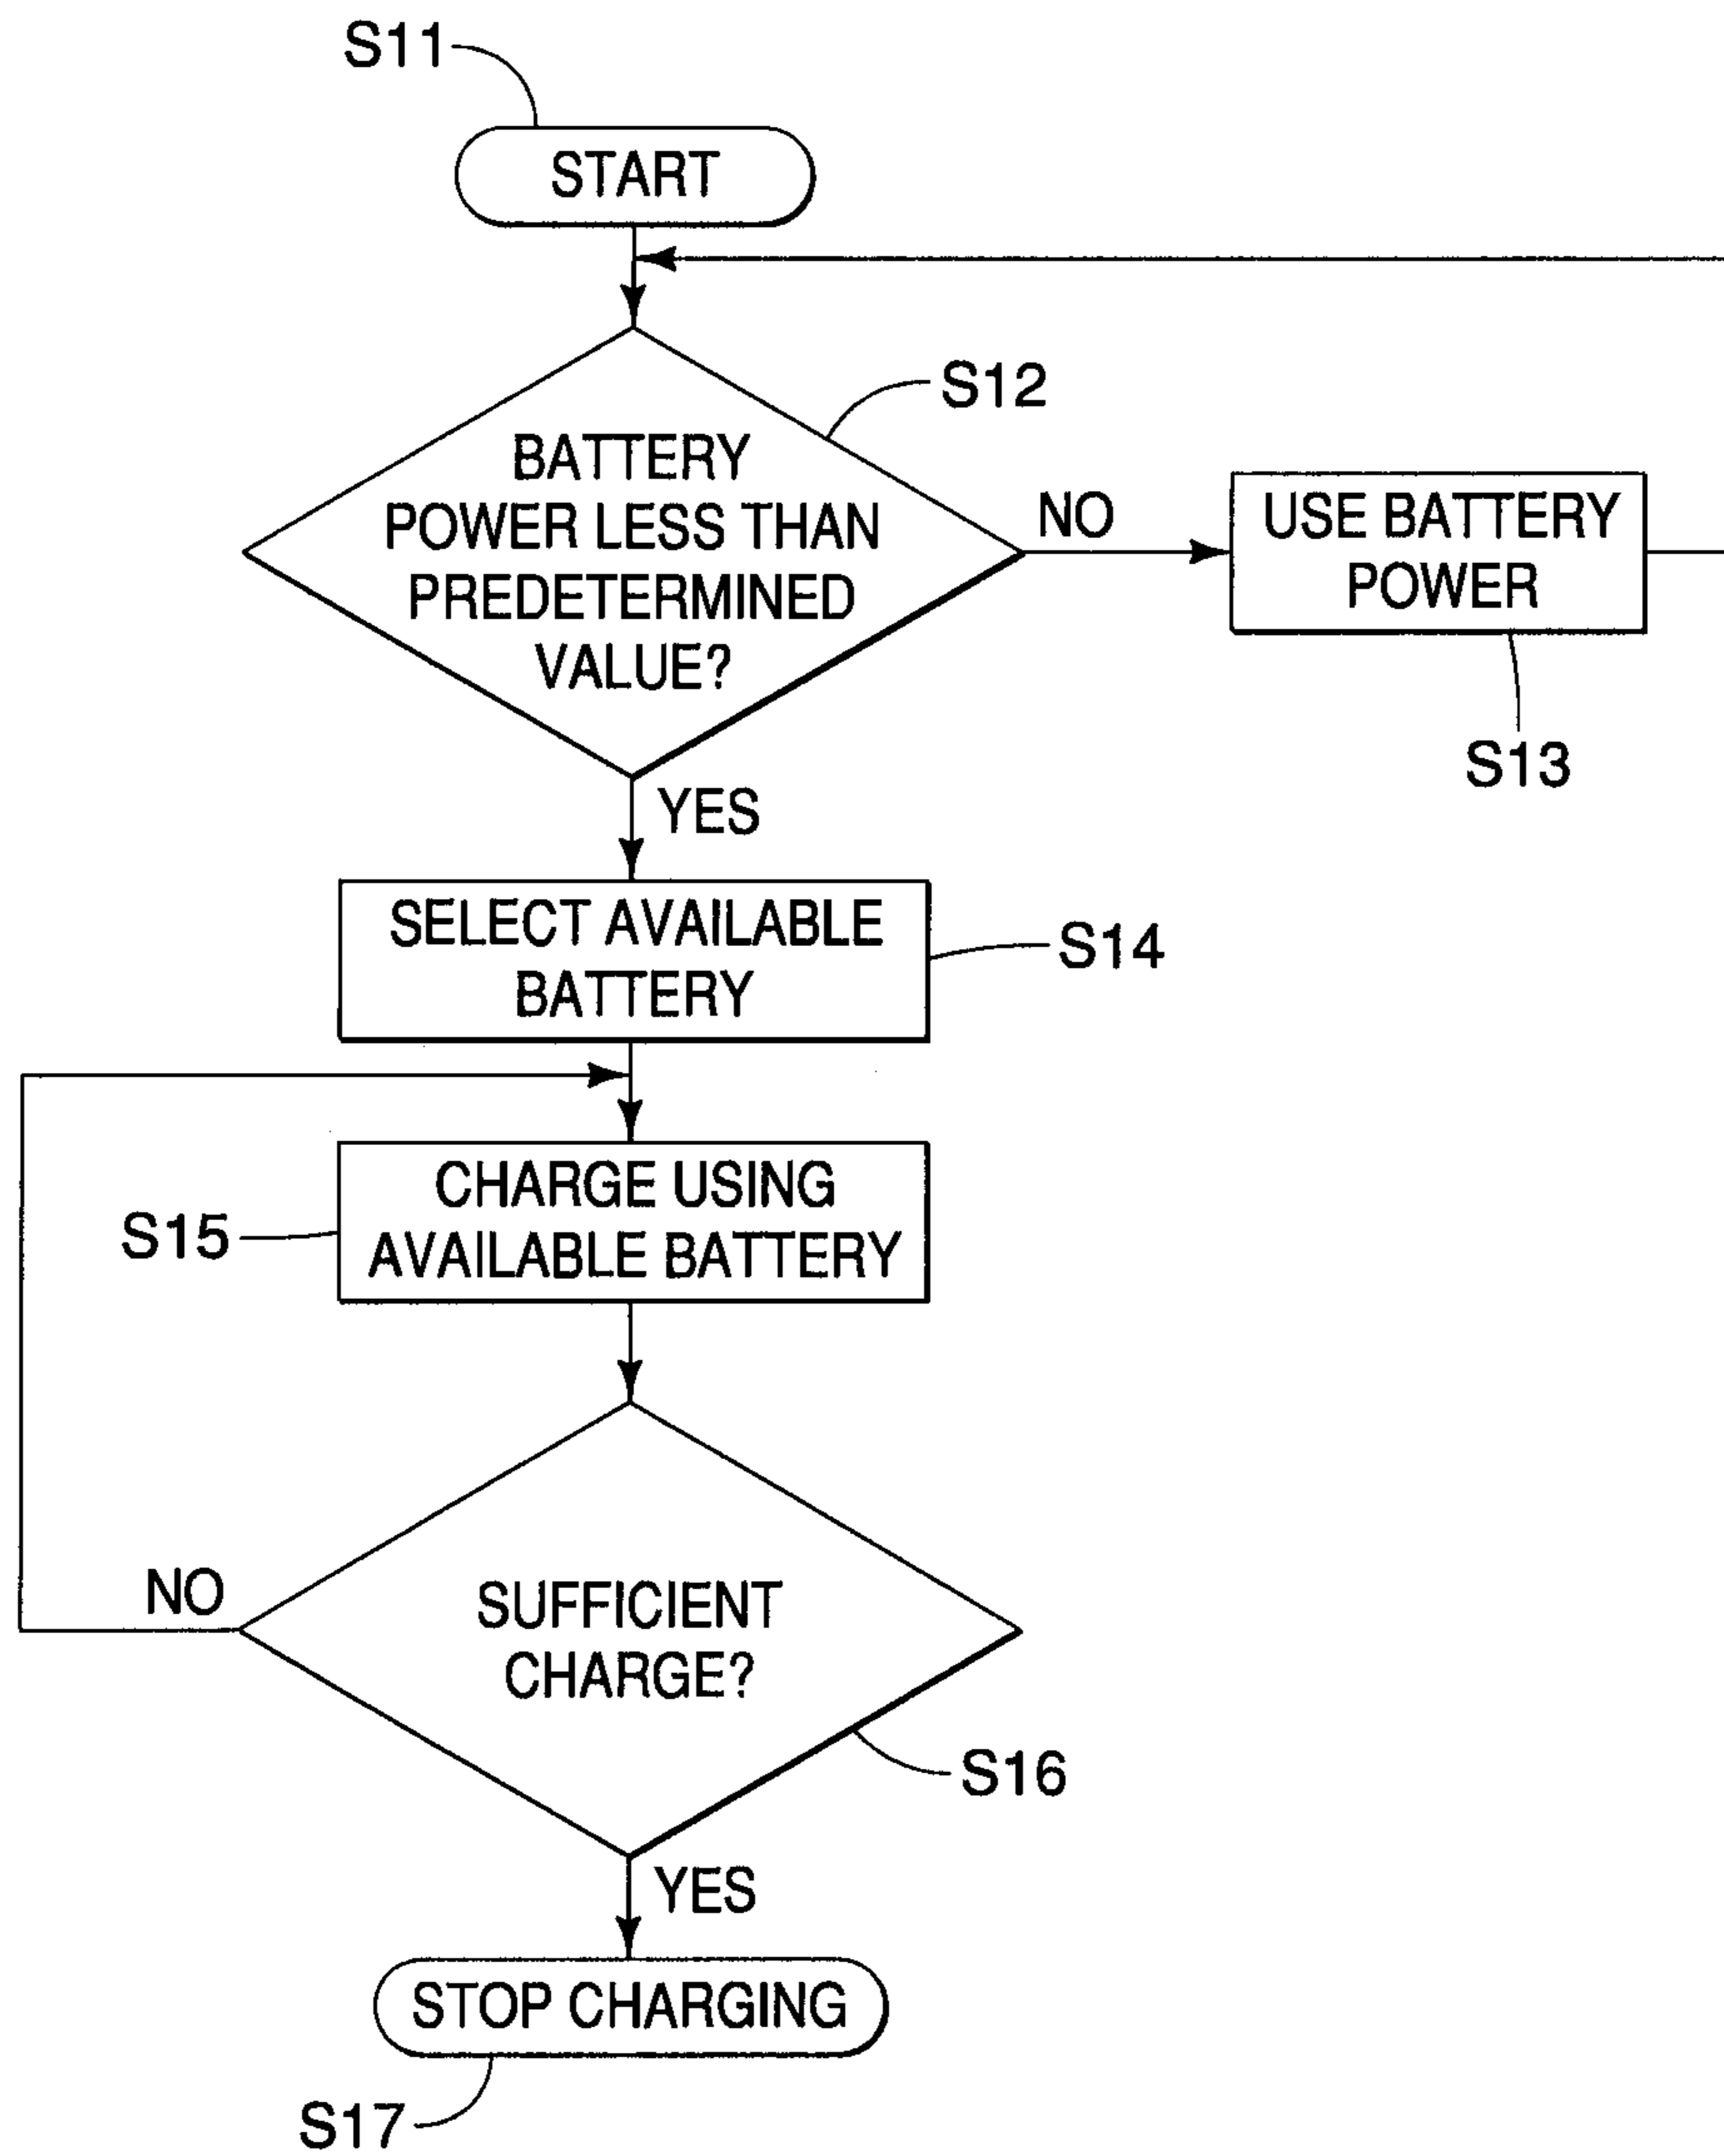 S11
START
S12
BATTERY
POWER LESS THAN
PREDETERMINED
VALUE?
NO
USE BATTERY
POWER
S13
YES
SELECT AVAILABLE
BATTERY
S14
CHARGE USING
AVAILABLE BATTERY
S15
NO
SUFFICIENT
CHARGE?
S16
YES
STOP CHARGING
S17